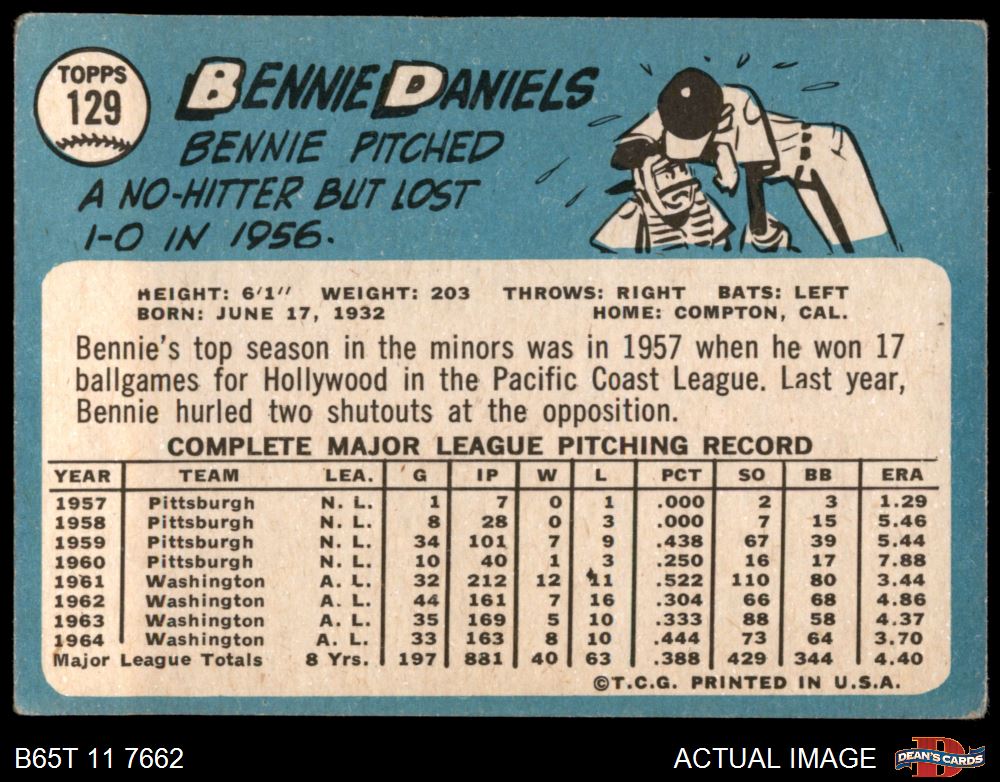 TOPPS
129
BENNIE DANIELS
BENNIE PITCHED
A NO-HITTER BUT LOST
1-0 IN 1956.
HEIGHT: 6'1" WEIGHT: 203 THROWS: RIGHT BATS: LEFT
BORN: JUNE 17, 1932 HOME: COMPTON, CAL.
Bennie's top season in the minors was in 1957 when he won 17
ballgames for Hollywood in the Pacific Coast League. Last year,
Bennie hurled two shutouts at the opposition.
COMPLETE MAJOR LEAGUE PITCHING RECORD
YEAR TEAM LEA. G IP W L PCT SO BB ERA
1957 Pittsburgh N. L. 1 7 0 1 .000 2 3 1.29
1958 Pittsburgh N. L. 8 28 0 3 .000 7 15 5.46
1959 Pittsburgh N. L. 34 101 7 9 .438 67 39 5.44
1960 Pittsburgh N. L. 10 40 1 3 .250 16 17 7.88
1961 Washington A. L. 32 212 12 11 .522 110 80 3.44
1962 Washington A. L. 44 161 7 16 .304 66 68 4.86
1963 Washington A. L. 35 169 5 10 .333 88 58 4.37
1964 Washington A. L. 33 163 8 10 .444 73 64 3.70
Major League Totals 8 Yrs. 197 881 40 63 .388 429 344 4.40
©T.C.G. PRINTED IN U.S.A.
B65T 11 7662 ACTUAL IMAGE D DEAN'S CARDS